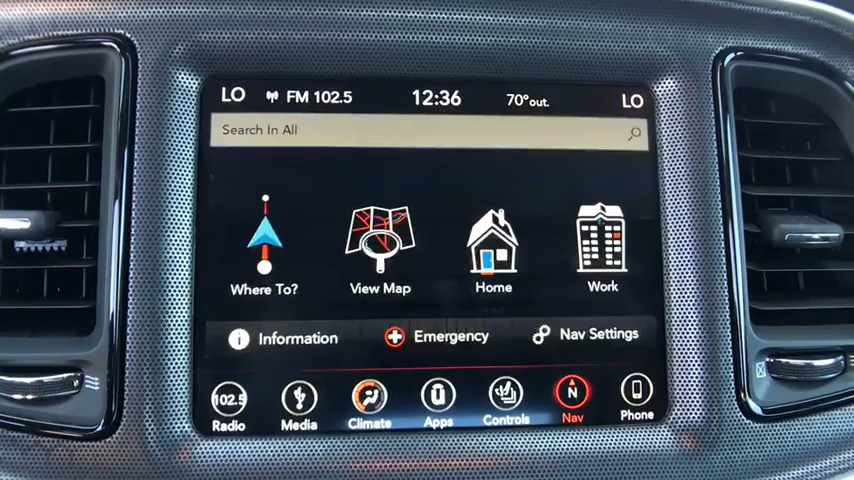 LO FM 102.5 12:36 70°out. LO
Search In All
Where To? View Map Home Work
i Information Emergency Nav Settings
102.5 N
Radio Media Climate Apps Controls Nav Phone